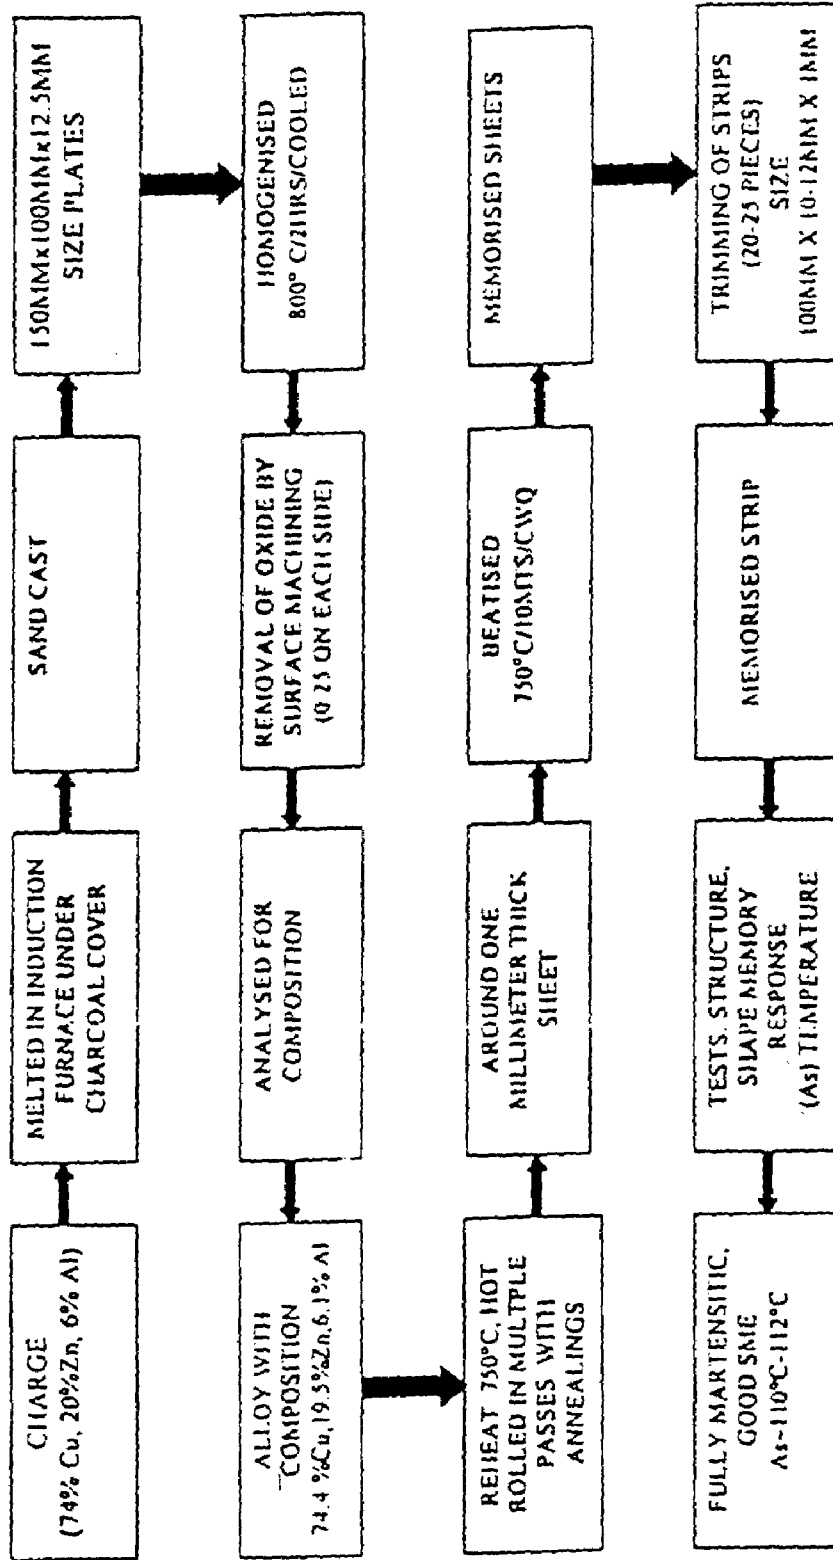 CHARGE
(74% Cu, 20%Zn, 6% Al)
MELTED IN INDUCTION
FURNACE UNDER
CHARCOAL COVER
SAND CAST
150MMx100MMx12.5MM
SIZE PLATES
HOMOGENISED
800° C/2HRS/COOLED
REMOVAL OF OXIDE BY
SURFACE MACHINING
(0.25 ON EACH SIDE)
ANALYSED FOR
COMPOSITION
ALLOY WITH
COMPOSITION
74.4 %Cu,19.5%Zn,6.1% Al
REHEAT 750°C, HOT
ROLLED IN MULTPLE
PASSES WITH
ANNEALINGS
AROUND ONE
MILLIMETER THICK
SHEET
BEATISED
750°C/10MTS/CWQ
MEMORISED SHEETS
TRIMMING OF STRIPS
(20-25 PIECES)
SIZE
100MM X 10-12MM X 1MM
MEMORISED STRIP
TESTS. STRUCTURE,
SHAPE MEMORY
RESPONSE
(As) TEMPERATURE
FULLY MARTENSITIC,
GOOD SME
As~110°C-112°C